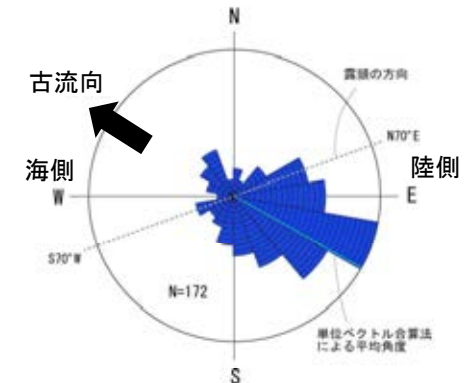 N
古流向
露頭の方向
N70°E
海側
陸側
W
E
S70°W
N=172
単位ベクトル合算法
による平均角度
S